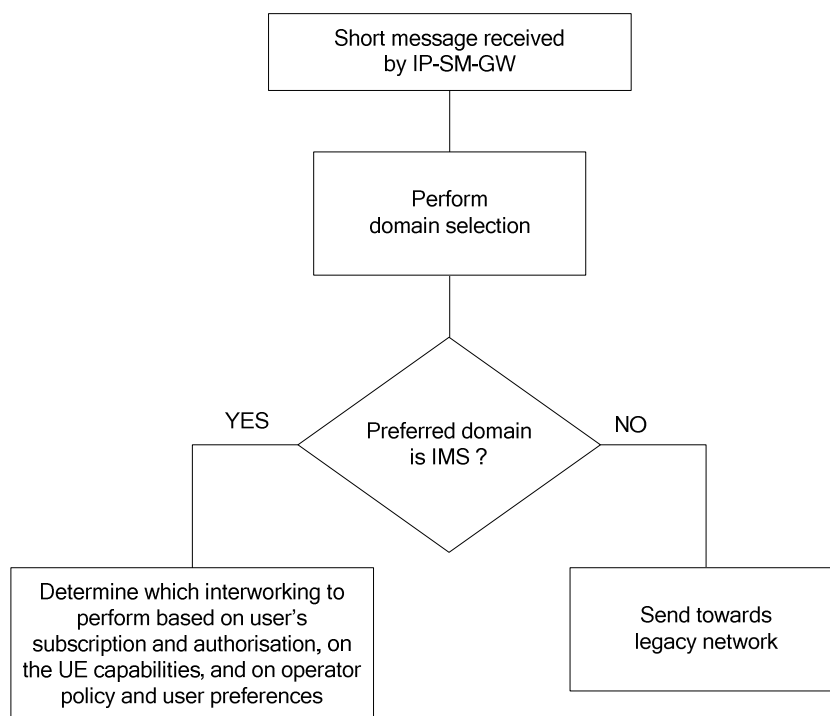 Short message received
by IP-SM-GW
Perform
domain selection
YES
Preferred domain
is IMS ?
NO
Determine which interworking to
perform based on user's
subscription and authorisation, on
the UE capabilities, and on operator
policy and user preferences
Send towards
legacy network